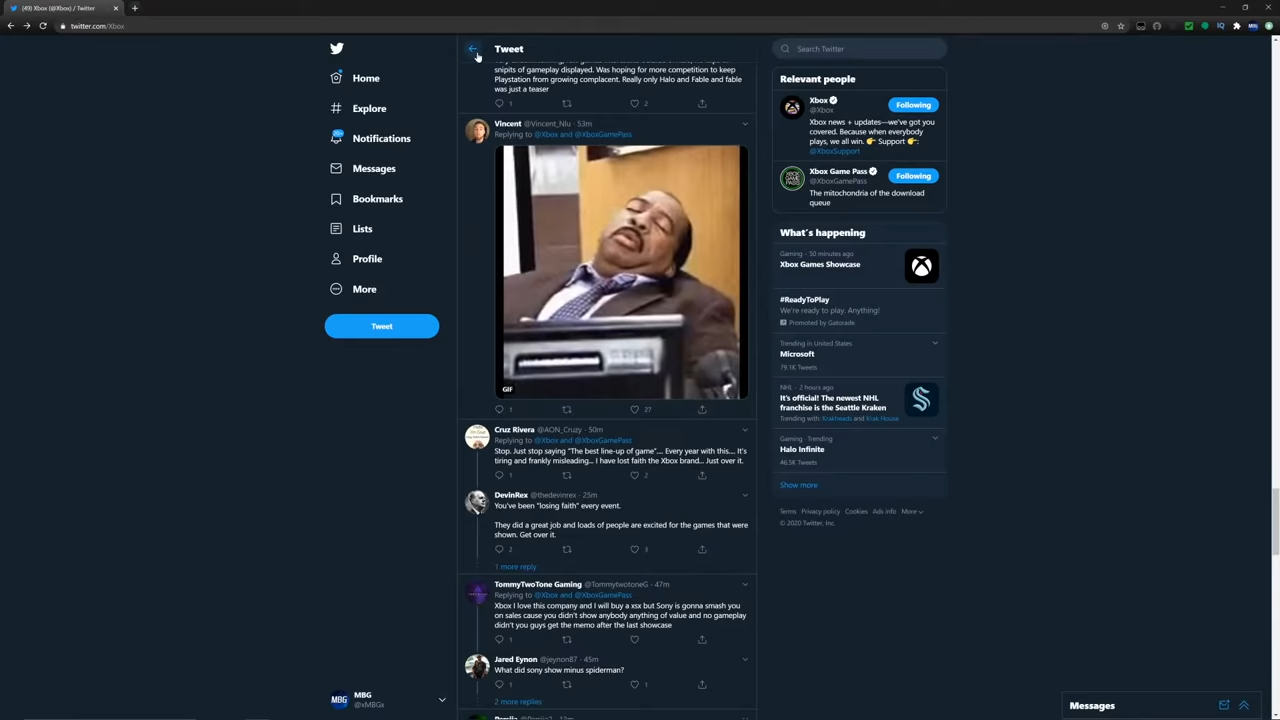 (49) Xbox (@Xbox) / Twitter
twitter.com/Xbox
Home
Explore
20+
Notifications
Messages
Bookmarks
Lists
Profile
More
Tweet
MBG
MBG
@xMBGx
Tweet
snipits of gameplay displayed. Was hoping for more competition to keep
Playstation from growing complacent. Really only Halo and Fable and fable
was just a teaser
1 2
Vincent @Vincent_Nlu · 53m
Replying to @Xbox and @XboxGamePass
GIF
1 27
Cruz Rivera @AON_Cruzy · 50m
Replying to @Xbox and @XboxGamePass
Stop. Just stop saying "The best line-up of game".... Every year with this.... It's
tiring and frankly misleading... I have lost faith the Xbox brand... Just over it.
1 2
DevinRex @thedevinrex · 25m
You've been "losing faith" every event.
They did a great job and loads of people are excited for the games that were
shown. Get over it.
2 3
1 more reply
TommyTwoTone Gaming @TommytwotoneG · 47m
Replying to @Xbox and @XboxGamePass
Xbox I love this company and I will buy a xsx but Sony is gonna smash you
on sales cause you didn't show anybody anything of value and no gameplay
didn't you guys get the memo after the last showcase
1
Jared Eynon @jeynon87 · 45m
What did sony show minus spiderman?
1 1
2 more replies
Search Twitter
Relevant people
Xbox
@Xbox
Following
Xbox news + updates—we've got you
covered. Because when everybody
plays, we all win. 👉 Support 👉:
@XboxSupport
Xbox Game Pass
@XboxGamePass
Following
The mitochondria of the download
queue
What's happening
Gaming · 50 minutes ago
Xbox Games Showcase
#ReadyToPlay
We're ready to play. Anything!
Promoted by Gatorade
Trending in United States
Microsoft
79.1K Tweets
NHL · 2 hours ago
It's official! The newest NHL
franchise is the Seattle Kraken
Trending with: Krakheads and Krak House
Gaming · Trending
Halo Infinite
46.5K Tweets
Show more
Terms Privacy policy Cookies Ads info More
© 2020 Twitter, Inc.
Messages